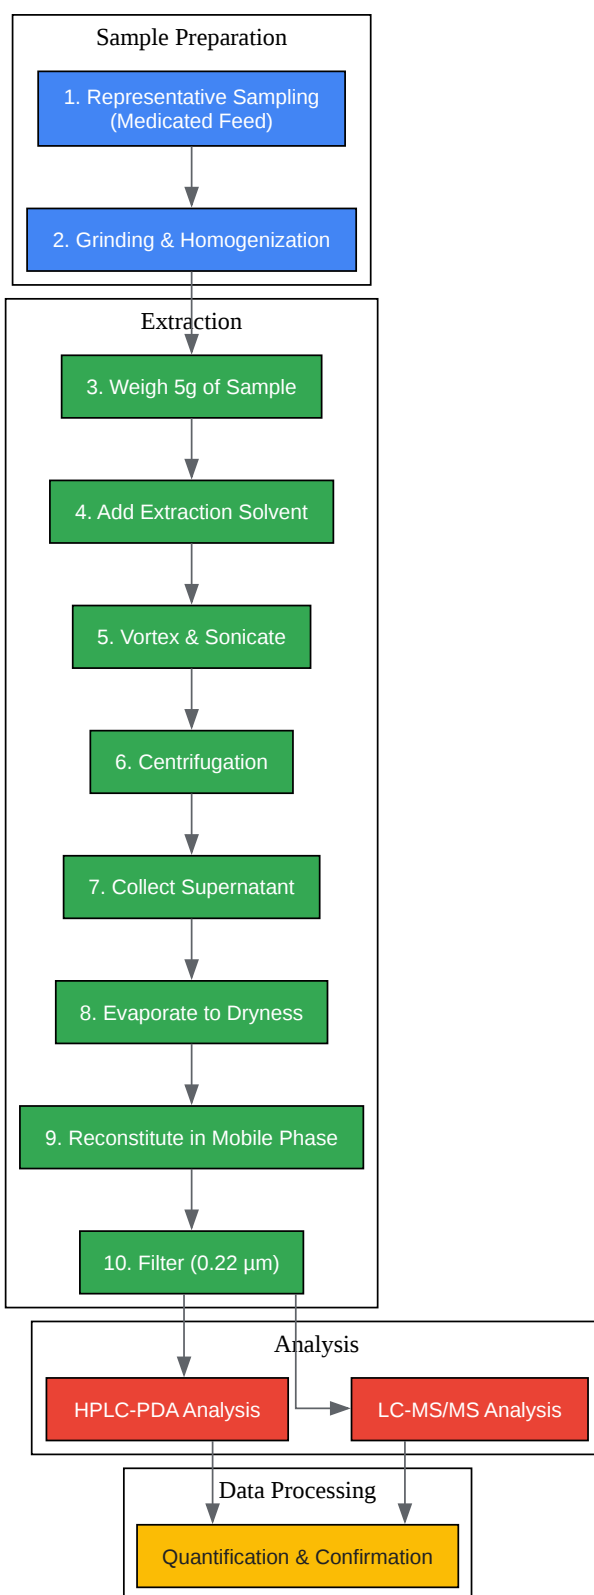 Sample Preparation
1. Representative Sampling
(Medicated Feed)
2. Grinding & Homogenization
Extraction
3. Weigh 5g of Sample
4. Add Extraction Solvent
5. Vortex & Sonicate
6. Centrifugation
7. Collect Supernatant
8. Evaporate to Dryness
9. Reconstitute in Mobile Phase
10. Filter (0.22 µm)
Analysis
HPLC-PDA Analysis
LC-MS/MS Analysis
Data Processing
Quantification & Confirmation